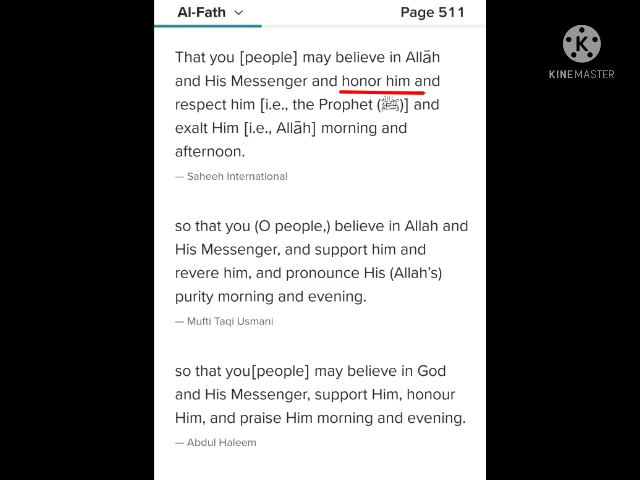 Al-Fath
Page 511
KINEMASTER
That you [people] may believe in Allāh
and His Messenger and honor him and
respect him [i.e., the Prophet (ﷺ)] and
exalt Him [i.e., Allāh] morning and
afternoon.
— Saheeh International
so that you (O people,) believe in Allah and
His Messenger, and support him and
revere him, and pronounce His (Allah’s)
purity morning and evening.
— Mufti Taqi Usmani
so that you[people] may believe in God
and His Messenger, support Him, honour
Him, and praise Him morning and evening.
— Abdul Haleem